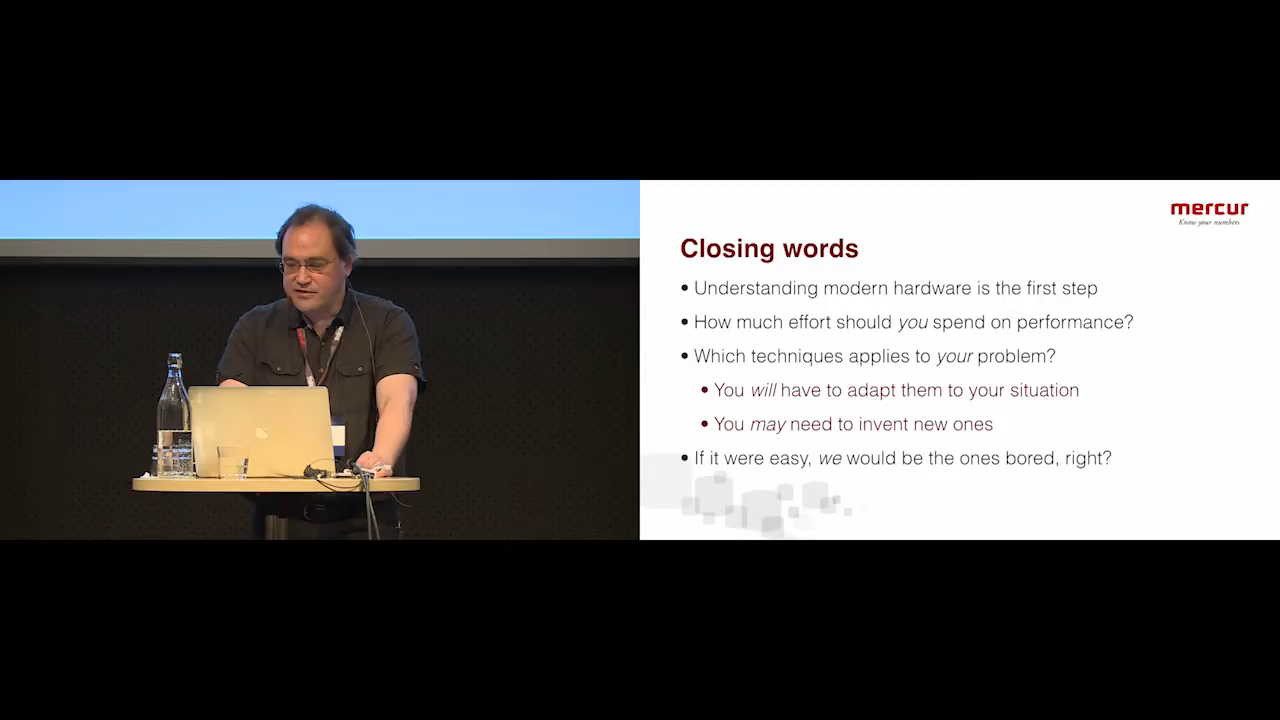 mercur
Know your numbers
Closing words
• Understanding modern hardware is the first step
• How much effort should you spend on performance?
• Which techniques applies to your problem?
• You will have to adapt them to your situation
• You may need to invent new ones
• If it were easy, we would be the ones bored, right?